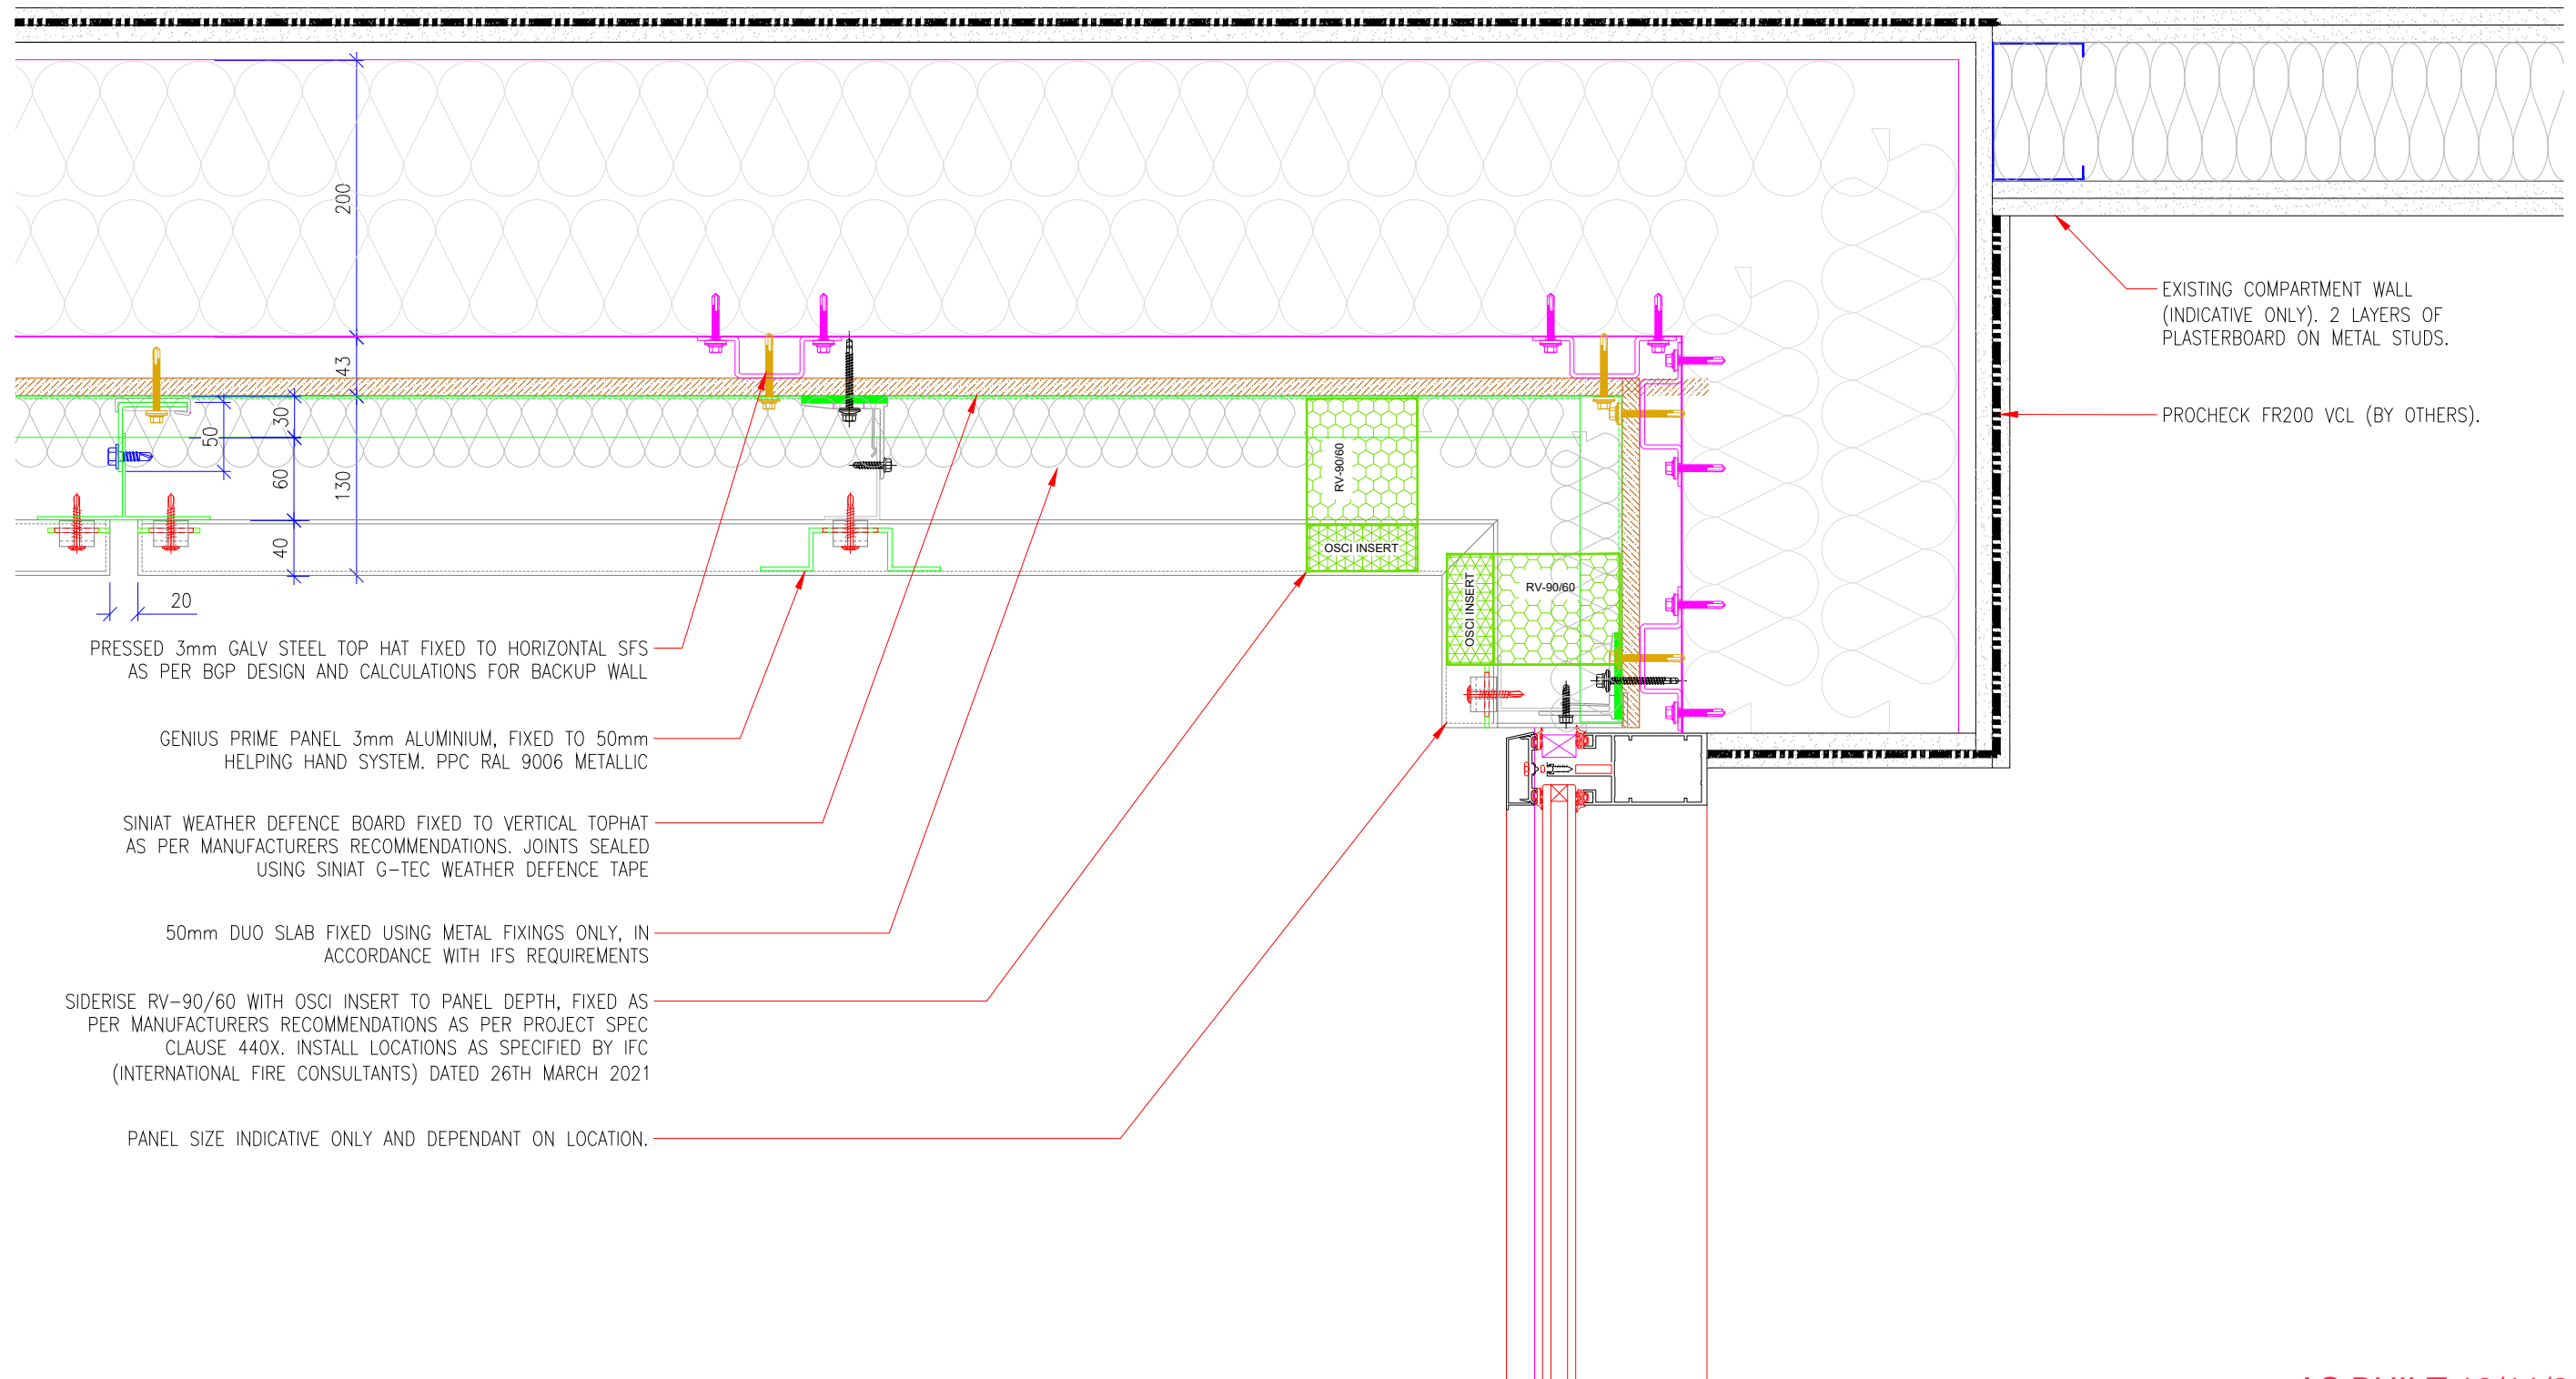 200
43
30
50
60
130
40
20
RV-90/60
OSCI INSERT
OSCI INSERT
RV-90/60
EXISTING COMPARTMENT WALL
(INDICATIVE ONLY). 2 LAYERS OF
PLASTERBOARD ON METAL STUDS.
PROCHECK FR200 VCL (BY OTHERS).
PRESSED 3mm GALV STEEL TOP HAT FIXED TO HORIZONTAL SFS
AS PER BGP DESIGN AND CALCULATIONS FOR BACKUP WALL
GENIUS PRIME PANEL 3mm ALUMINIUM, FIXED TO 50mm
HELPING HAND SYSTEM. PPC RAL 9006 METALLIC
SINIAT WEATHER DEFENCE BOARD FIXED TO VERTICAL TOPHAT
AS PER MANUFACTURERS RECOMMENDATIONS. JOINTS SEALED
USING SINIAT G-TEC WEATHER DEFENCE TAPE
50mm DUO SLAB FIXED USING METAL FIXINGS ONLY, IN
ACCORDANCE WITH IFS REQUIREMENTS
SIDERISE RV-90/60 WITH OSCI INSERT TO PANEL DEPTH, FIXED AS
PER MANUFACTURERS RECOMMENDATIONS AS PER PROJECT SPEC
CLAUSE 440X. INSTALL LOCATIONS AS SPECIFIED BY IFC
(INTERNATIONAL FIRE CONSULTANTS) DATED 26TH MARCH 2021
PANEL SIZE INDICATIVE ONLY AND DEPENDANT ON LOCATION.